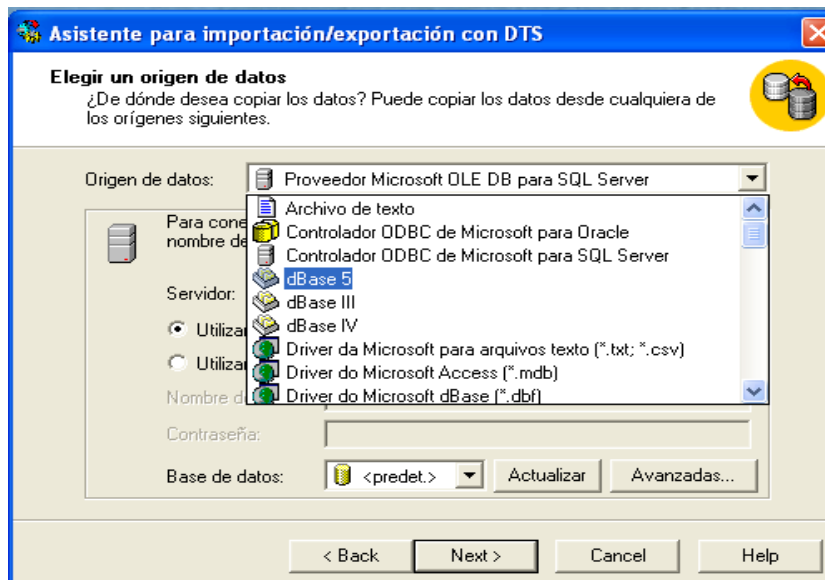 Asistente para importación/exportación con DTS
Elegir un origen de datos
¿De dónde desea copiar los datos? Puede copiar los datos desde cualquiera de
los orígenes siguientes.
Origen de datos: Proveedor Microsoft OLE DB para SQL Server
Archivo de texto
Controlador ODBC de Microsoft para Oracle
Controlador ODBC de Microsoft para SQL Server
dBase 5
dBase III
dBase IV
Driver da Microsoft para arquivos texto (*.txt; *.csv)
Driver do Microsoft Access (*.mdb)
Driver do Microsoft dBase (*.dbf)
Para cone
nombre de
Servidor:
Utilizar
Utilizar
Nombre d
Contraseña:
Base de datos: <predet.> Actualizar Avanzadas...
< Back Next > Cancel Help